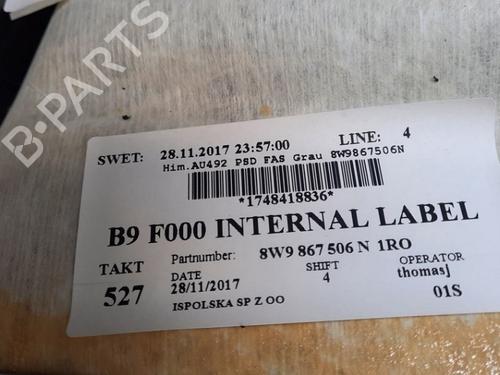 B-PARTS
SWET: 28.11.2017 23:57:00 LINE: 4
Him.AU492 PSD FAS Grau 8W9867506N
*1748418836*
B9 F000 INTERNAL LABEL
TAKT Partnumber: 8W9 867 506 N 1RO
DATE SHIFT OPERATOR
527 28/11/2017 4 thomasj
ISPOLSKA SP Z OO 01S